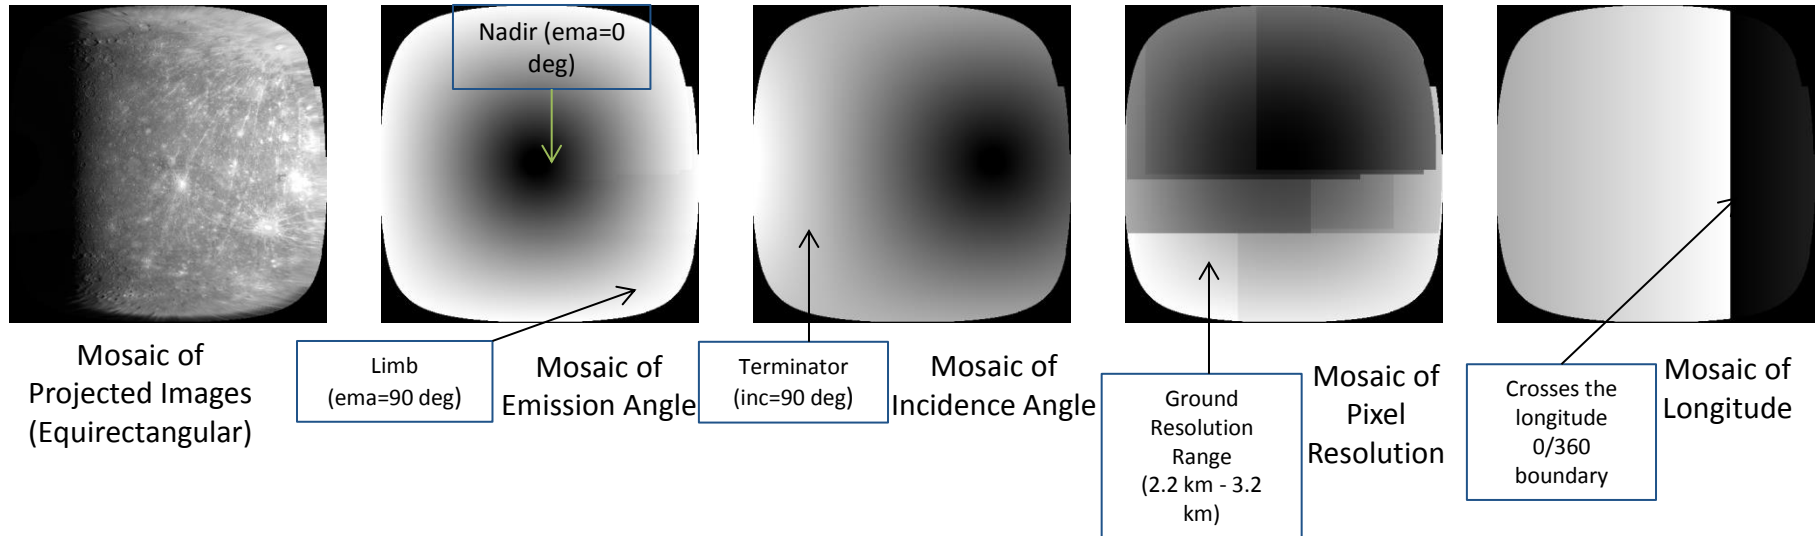 Nadir (ema=0
deg)
Mosaic of
Projected Images
(Equirectangular)
Limb
(ema=90 deg)
Mosaic of
Emission Angle
Terminator
(inc=90 deg)
Mosaic of
Incidence Angle
Ground
Resolution
Range
(2.2 km - 3.2
km)
Mosaic of
Pixel
Resolution
Crosses the
longitude
0/360
boundary
Mosaic of
Longitude